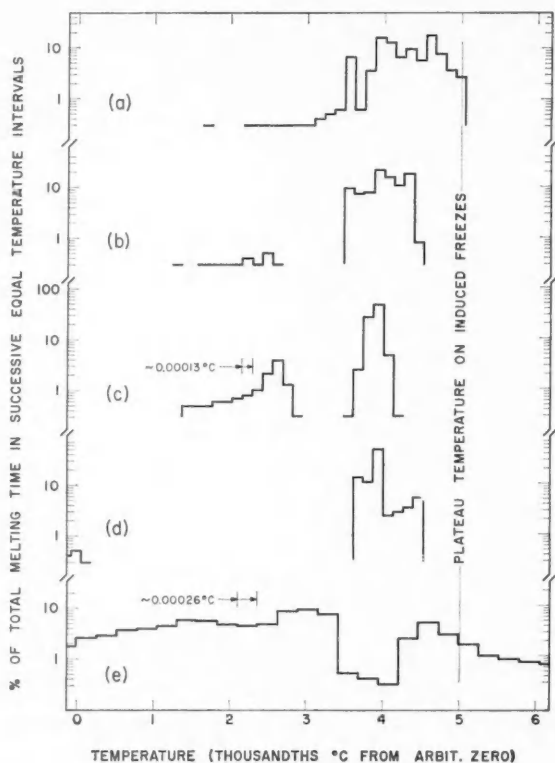 % OF TOTAL MELTING TIME IN SUCCESSIVE EQUAL TEMPERATURE INTERVALS
10
1
(a)
10
1
(b)
100
10
1
~0.00013°C
(c)
10
1
(d)
~0.00026°C
10
1
(e)
PLATEAU TEMPERATURE ON INDUCED FREEZES
0 1 2 3 4 5 6
TEMPERATURE (THOUSANDTHS °C FROM ARBIT. ZERO)